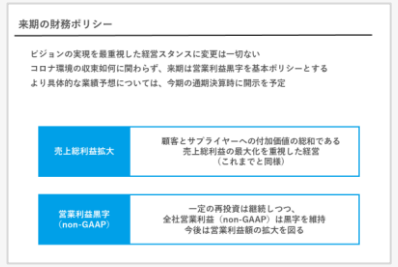 来期の財務ポリシー
ビジョンの実現を最重視した経営スタンスに変更は一切ない
コロナ環境の収束如何に関わらず、来期は営業利益黒字を基本ポリシーとする
より具体的な業績予想については、今期の通期決算時に開示を予定
売上総利益拡大
顧客とサプライヤーへの付加価値の総和である
売上総利益の最大化を重視した経営
（これまでと同様）
営業利益黒字
（non-GAAP）
一定の再投資は継続しつつ、
全社営業利益（non-GAAP）は黒字を維持
今後は営業利益額の拡大を図る